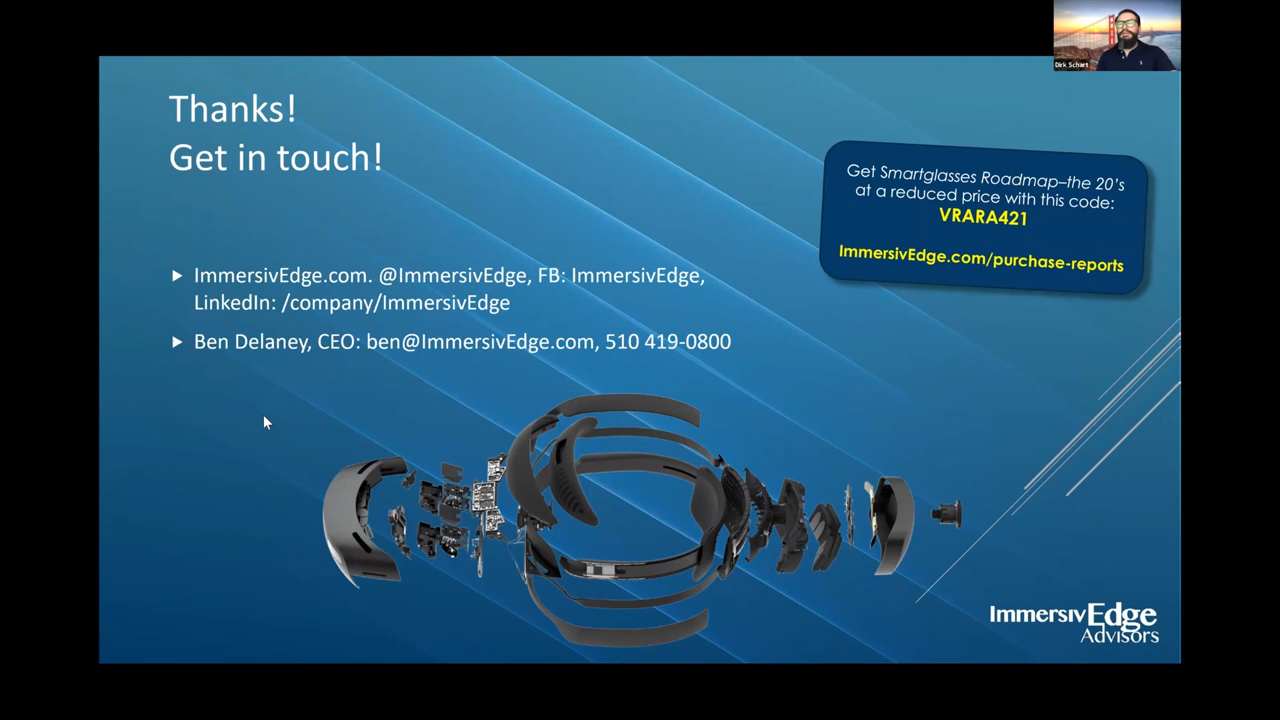 Dirk Schart
Thanks!
Get in touch!
Get Smartglasses Roadmap–the 20's
at a reduced price with this code:
VRARA421
ImmersivEdge.com/purchase-reports
► ImmersivEdge.com. @ImmersivEdge, FB: ImmersivEdge,
LinkedIn: /company/ImmersivEdge
► Ben Delaney, CEO: ben@ImmersivEdge.com, 510 419-0800
ImmersivEdge
Advisors